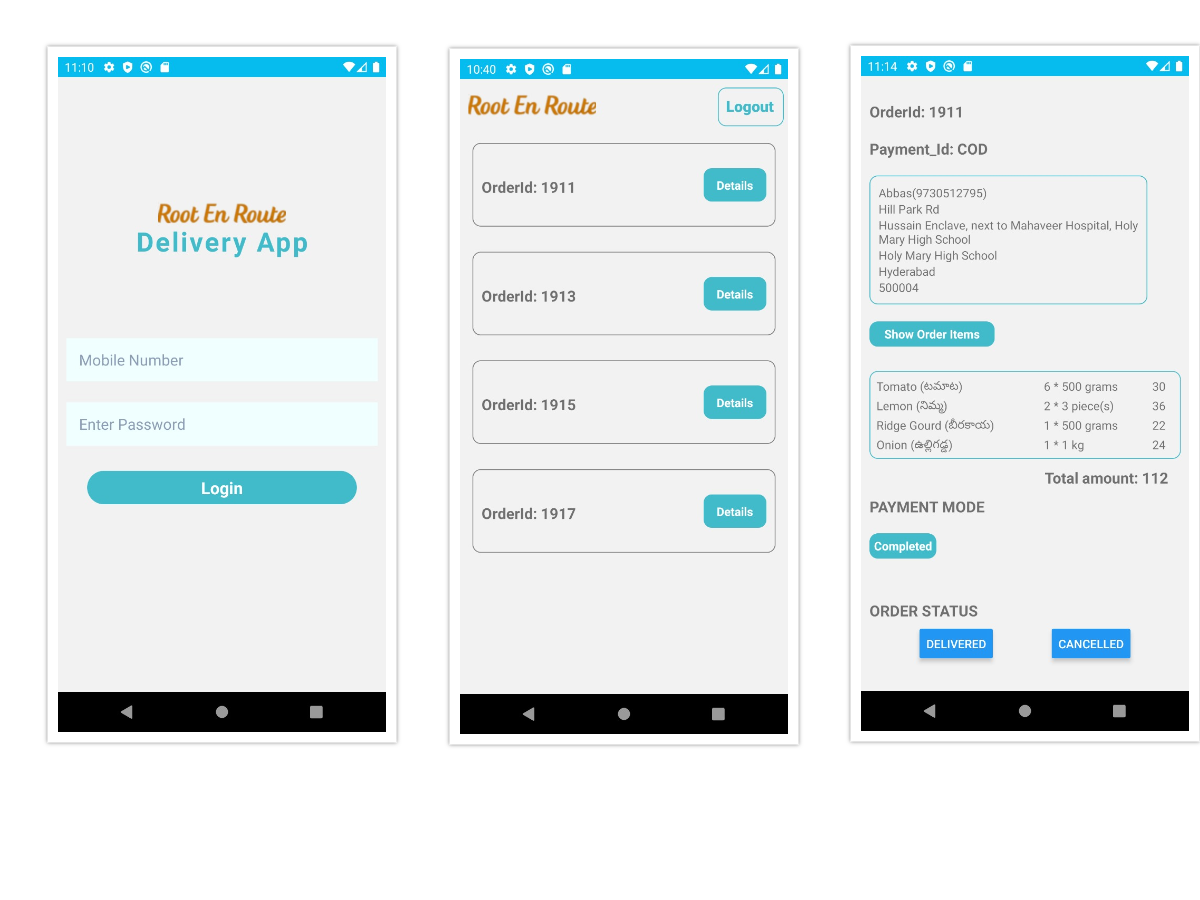 11:10
Root En Route
Delivery App
Mobile Number
Enter Password
Login
10:40
Root En Route
Logout
OrderId: 1911
Details
OrderId: 1913
Details
OrderId: 1915
Details
OrderId: 1917
Details
11:14
OrderId: 1911
Payment_Id: COD
Abbas(9730512795)
Hill Park Rd
Hussain Enclave, next to Mahaveer Hospital, Holy
Mary High School
Holy Mary High School
Hyderabad
500004
Show Order Items
Tomato (టమాట) 6 * 500 grams 30
Lemon (నిమ్మ) 2 * 3 piece(s) 36
Ridge Gourd (బీరకాయ) 1 * 500 grams 22
Onion (ఉల్లిగడ్డ) 1 * 1 kg 24
Total amount: 112
PAYMENT MODE
Completed
ORDER STATUS
DELIVERED CANCELLED